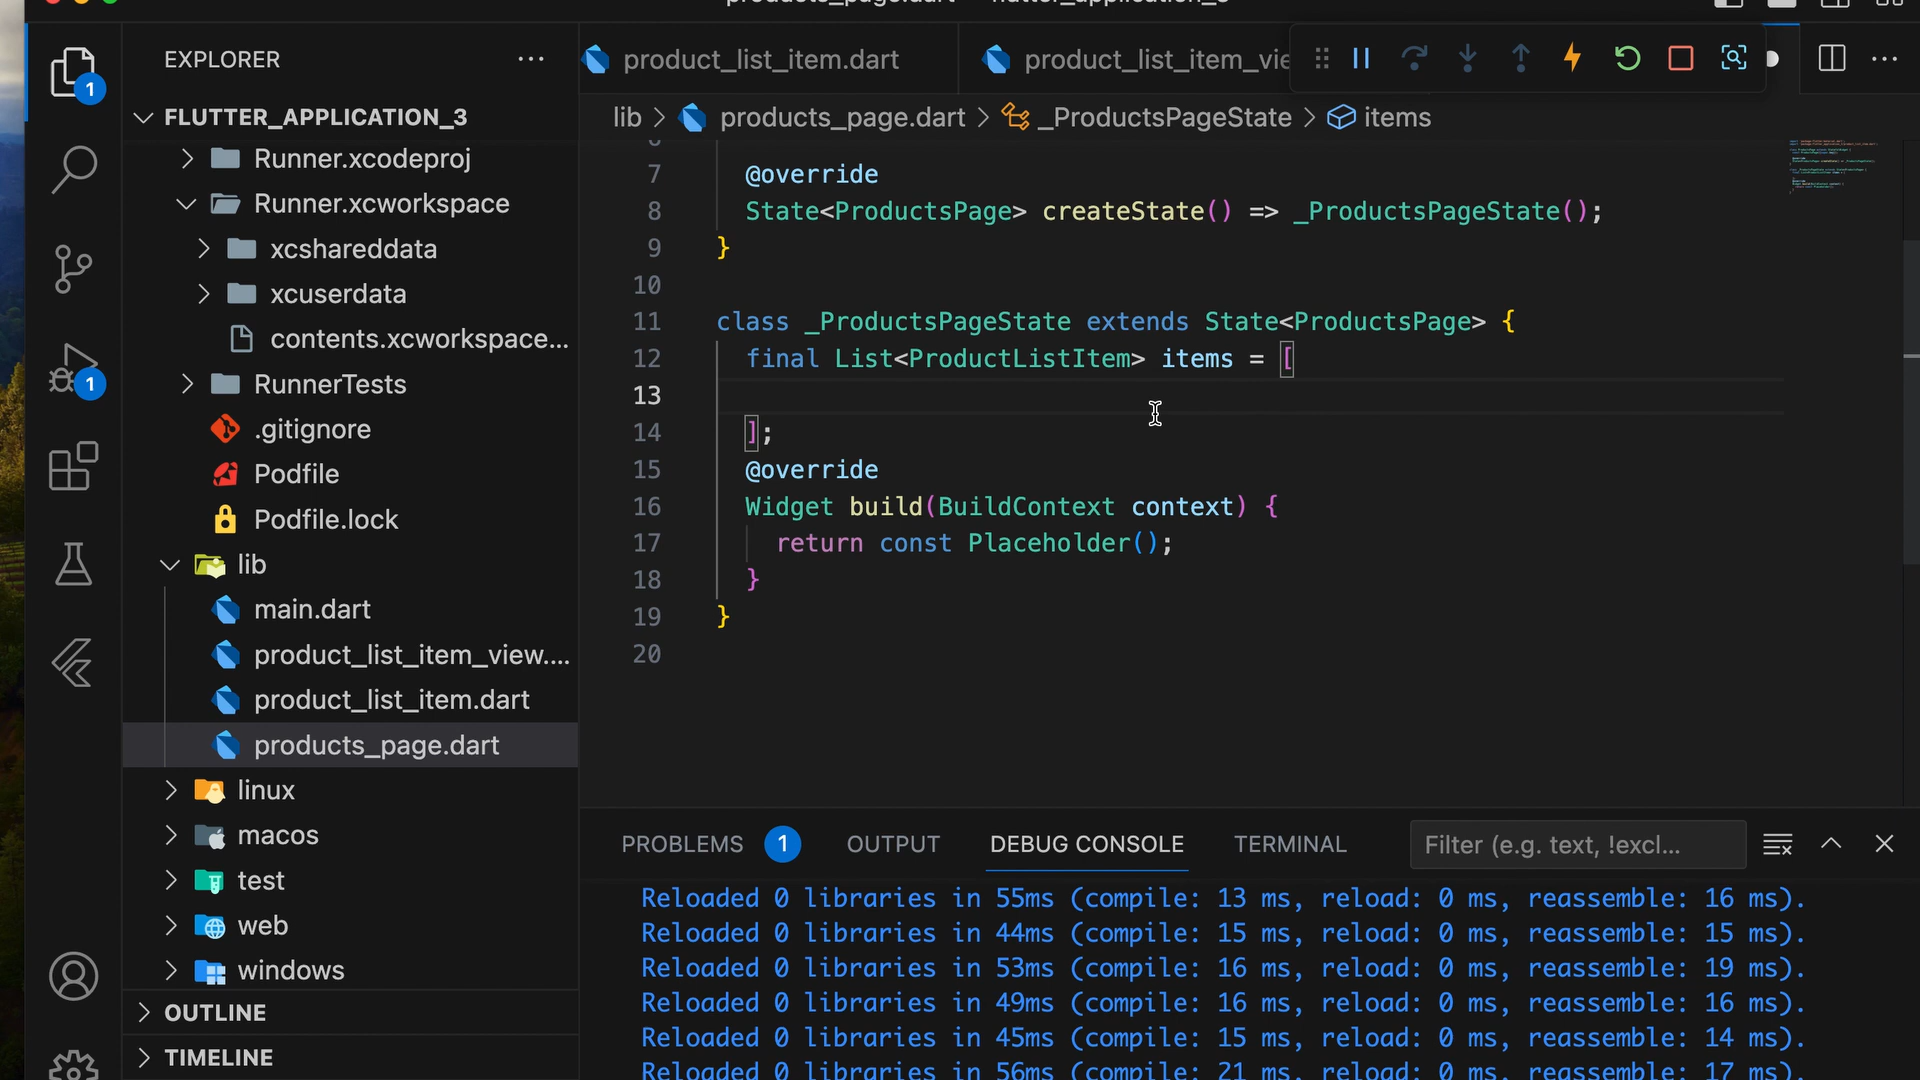 1
EXPLORER
FLUTTER_APPLICATION_3
Runner.xcodeproj
Runner.xcworkspace
xcshareddata
xcuserdata
contents.xcworkspace...
RunnerTests
.gitignore
Podfile
Podfile.lock
lib
main.dart
product_list_item_view....
product_list_item.dart
products_page.dart
linux
macos
test
web
windows
OUTLINE
TIMELINE
1
product_list_item.dart
product_list_item_vie
lib > products_page.dart > _ProductsPageState > items
7 @override
8 State<ProductsPage> createState() => _ProductsPageState();
9 }
10
11 class _ProductsPageState extends State<ProductsPage> {
12 final List<ProductListItem> items = [
13
14 ];
15 @override
16 Widget build(BuildContext context) {
17 return const Placeholder();
18 }
19 }
20
PROBLEMS 1 OUTPUT DEBUG CONSOLE TERMINAL Filter (e.g. text, !excl...
Reloaded 0 libraries in 55ms (compile: 13 ms, reload: 0 ms, reassemble: 16 ms).
Reloaded 0 libraries in 44ms (compile: 15 ms, reload: 0 ms, reassemble: 15 ms).
Reloaded 0 libraries in 53ms (compile: 16 ms, reload: 0 ms, reassemble: 19 ms).
Reloaded 0 libraries in 49ms (compile: 16 ms, reload: 0 ms, reassemble: 16 ms).
Reloaded 0 libraries in 45ms (compile: 15 ms, reload: 0 ms, reassemble: 14 ms).
Reloaded 0 libraries in 56ms (compile: 21 ms, reload: 0 ms, reassemble: 17 ms).